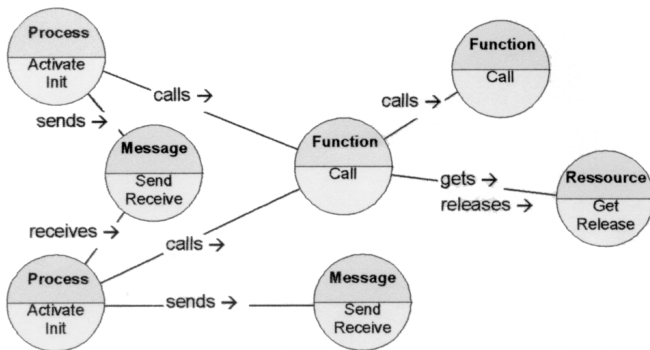 Process
Activate
Init
calls →
sends →
Message
Send
Receive
Function
Call
calls →
Function
Call
gets →
releases →
Ressource
Get
Release
receives →
calls →
Process
Activate
Init
sends →
Message
Send
Receive